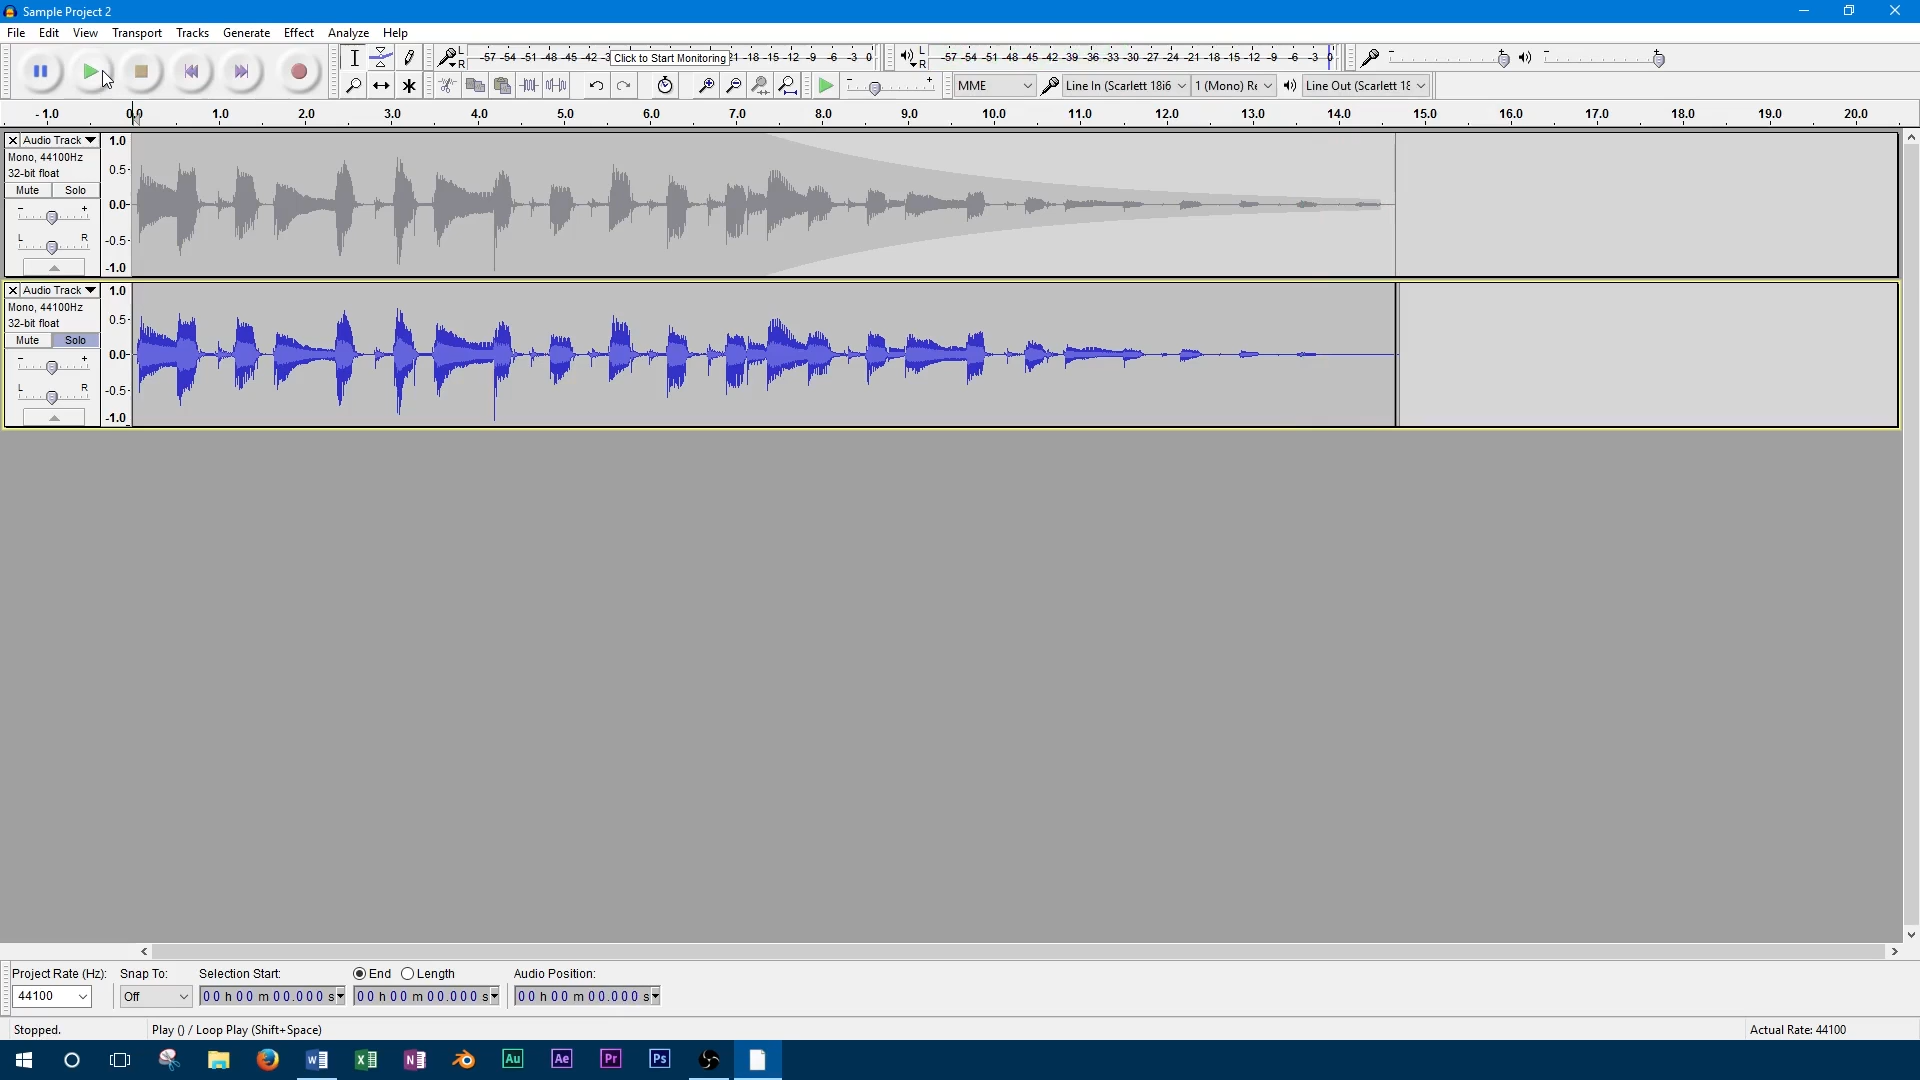 Sample Project 2
File Edit View Transport Tracks Generate Effect Analyze Help
L
R
-57 -54 -51 -48 -45 -42 -3 Click to Start Monitoring 1 -18 -15 -12 -9 -6 -3 0
L
R
-57 -54 -51 -48 -45 -42 -39 -36 -33 -30 -27 -24 -21 -18 -15 -12 -9 -6 -3 0
- +
MME Line In (Scarlett 18i6 1 (Mono) Re Line Out (Scarlett 18
-1.0 0.0 1.0 2.0 3.0 4.0 5.0 6.0 7.0 8.0 9.0 10.0 11.0 12.0 13.0 14.0 15.0 16.0 17.0 18.0 19.0 20.0
X Audio Track 1.0
Mono, 44100Hz
32-bit float 0.5
Mute Solo
- + 0.0
L R -0.5
-1.0
X Audio Track 1.0
Mono, 44100Hz
32-bit float 0.5
Mute Solo
- + 0.0
L R -0.5
-1.0
Project Rate (Hz): Snap To: Selection Start: End Length Audio Position:
44100 Off 00 h 00 m 00.000 s 00 h 00 m 00.000 s 00 h 00 m 00.000 s
Stopped. Play () / Loop Play (Shift+Space) Actual Rate: 44100
Au Ae Pr Ps